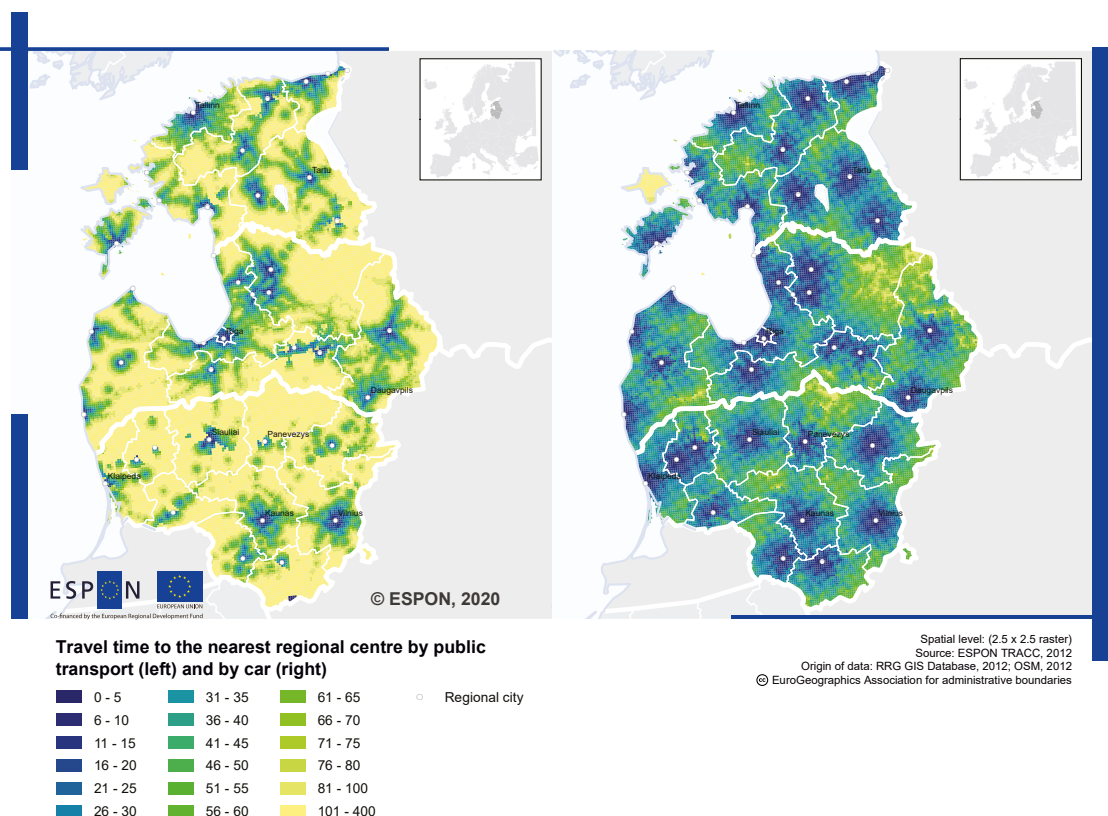 Tallinn
Tartu
Riga
Daugavpils
Siauliai
Panevezys
Klaipeda
Kaunas
Vilnius
Tallinn
Tartu
Riga
Daugavpils
Siauliai
Panevezys
Klaipeda
Kaunas
Vilnius
ESPON
EUROPEAN UNION
Co-financed by the European Regional Development Fund
© ESPON, 2020
Travel time to the nearest regional centre by public
transport (left) and by car (right)
0 - 5
6 - 10
11 - 15
16 - 20
21 - 25
26 - 30
31 - 35
36 - 40
41 - 45
46 - 50
51 - 55
56 - 60
61 - 65
66 - 70
71 - 75
76 - 80
81 - 100
101 - 400
Regional city
Spatial level: (2.5 x 2.5 raster)
Source: ESPON TRACC, 2012
Origin of data: RRG GIS Database, 2012; OSM, 2012
cc EuroGeographics Association for administrative boundaries